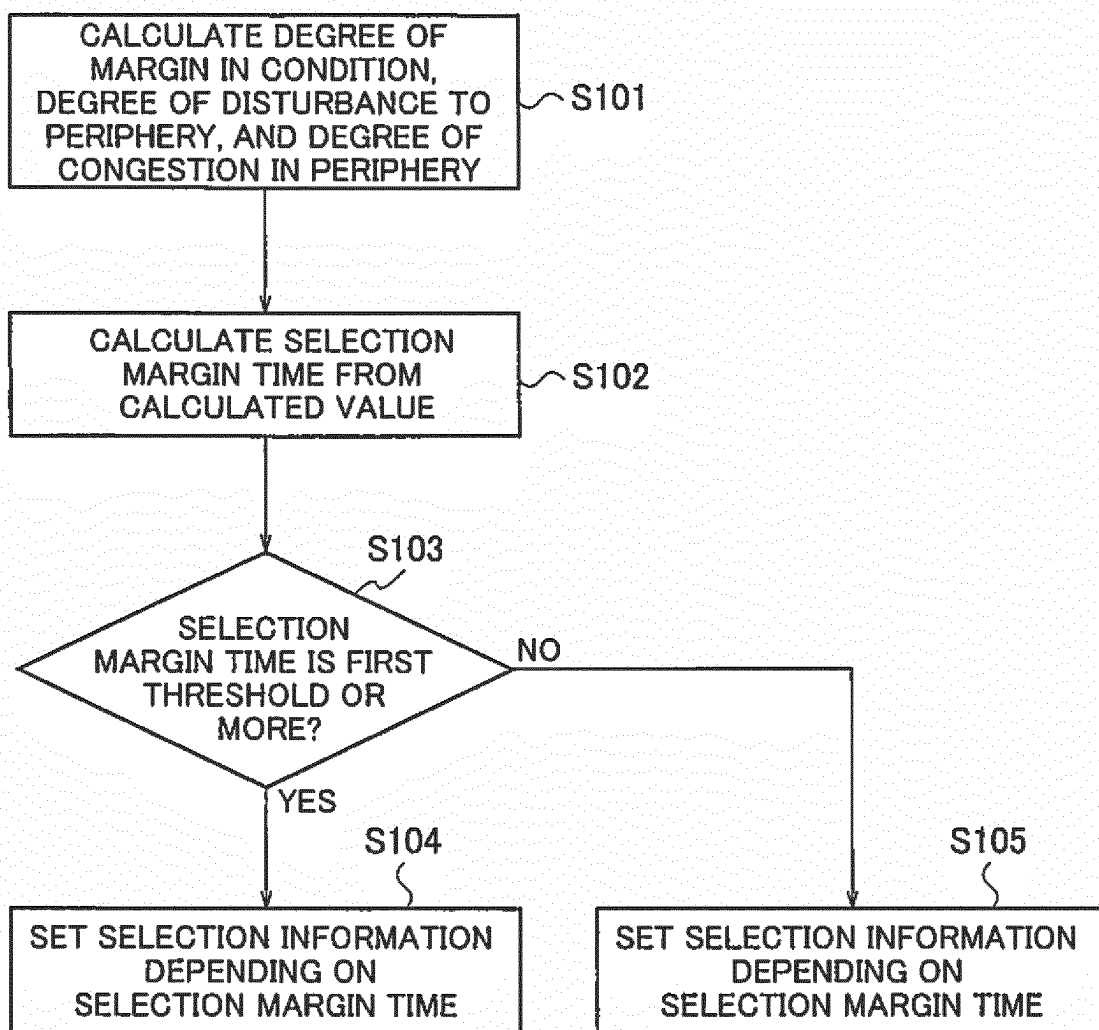 CALCULATE DEGREE OF
MARGIN IN CONDITION,
DEGREE OF DISTURBANCE TO
PERIPHERY, AND DEGREE OF
CONGESTION IN PERIPHERY
S101
CALCULATE SELECTION
MARGIN TIME FROM
CALCULATED VALUE
S102
S103
SELECTION
MARGIN TIME IS FIRST
THRESHOLD OR
MORE?
NO
YES
S104
SET SELECTION INFORMATION
DEPENDING ON
SELECTION MARGIN TIME
S105
SET SELECTION INFORMATION
DEPENDING ON
SELECTION MARGIN TIME